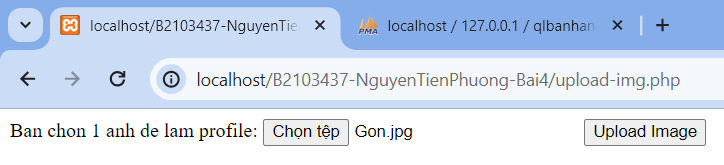 localhost/B2103437-NguyenTie
PMA
localhost / 127.0.0.1 / qlbanhan
localhost/B2103437-NguyenTienPhuong-Bai4/upload-img.php
Ban chon 1 anh de lam profile: Chọn tệp Gon.jpg Upload Image